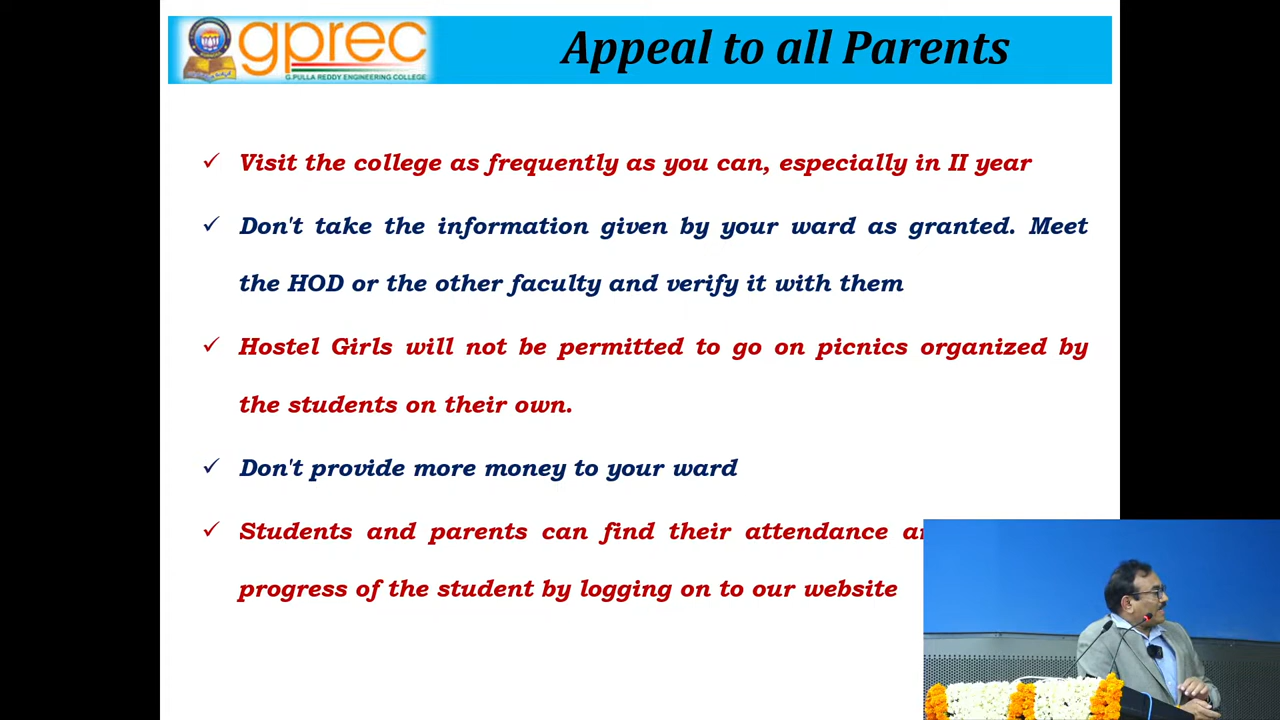 gprec
G.PULLA REDDY ENGINEERING COLLEGE
Appeal to all Parents
Visit the college as frequently as you can, especially in II year
Don't take the information given by your ward as granted. Meet
the HOD or the other faculty and verify it with them
Hostel Girls will not be permitted to go on picnics organized by
the students on their own.
Don't provide more money to your ward
Students and parents can find their attendance
progress of the student by logging on to our website